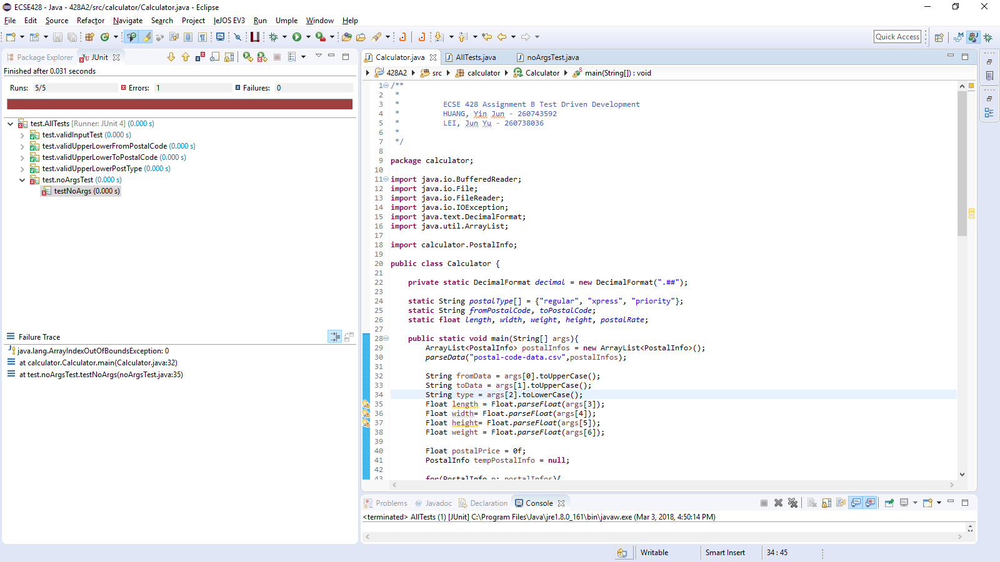 ECSE428 - Java - 428A2/src/calculator/Calculator.java - Eclipse
File Edit Source Refactor Navigate Search Project leJOS EV3 Run Umple Window Help
Quick Access
Package Explorer JUnit
Finished after 0.031 seconds
Runs: 5/5 Errors: 1 Failures: 0
test.AllTests [Runner: JUnit 4] (0.000 s)
test.validInputTest (0.000 s)
test.validUpperLowerFromPostalCode (0.000 s)
test.validUpperLowerToPostalCode (0.000 s)
test.validUpperLowerPostType (0.000 s)
test.noArgsTest (0.000 s)
testNoArgs (0.000 s)
Failure Trace
java.lang.ArrayIndexOutOfBoundsException: 0
at calculator.Calculator.main(Calculator.java:32)
at test.noArgsTest.testNoArgs(noArgsTest.java:35)
Calculator.java AllTests.java noArgsTest.java
428A2 src calculator Calculator main(String[]) : void
1 /**
2 *
3 * ECSE 428 Assignment B Test Driven Development
4 * HUANG, Yin Jun - 260743592
5 * LEI, Jun Yu - 260738036
6 *
7 */
8
9 package calculator;
10
11 import java.io.BufferedReader;
12 import java.io.File;
13 import java.io.FileReader;
14 import java.io.IOException;
15 import java.text.DecimalFormat;
16 import java.util.ArrayList;
17
18 import calculator.PostalInfo;
19
20 public class Calculator {
21
22 private static DecimalFormat decimal = new DecimalFormat(".##");
23
24 static String postalType[] = {"regular", "xpress", "priority"};
25 static String fromPostalCode, toPostalCode;
26 static float length, width, weight, height, postalRate;
27
28 public static void main(String[] args){
29 ArrayList<PostalInfo> postalInfos = new ArrayList<PostalInfo>();
30 parseData("postal-code-data.csv",postalInfos);
31
32 String fromData = args[0].toUpperCase();
33 String toData = args[1].toUpperCase();
34 String type = args[2].toLowerCase();
35 Float length = Float.parseFloat(args[3]);
36 Float width= Float.parseFloat(args[4]);
37 Float height= Float.parseFloat(args[5]);
38 Float weight = Float.parseFloat(args[6]);
39
40 Float postalPrice = 0f;
41 PostalInfo tempPostalInfo = null;
42
43 for(PostalInfo p: postalInfos){
Problems Javadoc Declaration Console
<terminated> AllTests (1) [JUnit] C:\Program Files\Java\jre1.8.0_161\bin\javaw.exe (Mar 3, 2018, 4:50:14 PM)
Writable Smart Insert 34 : 45